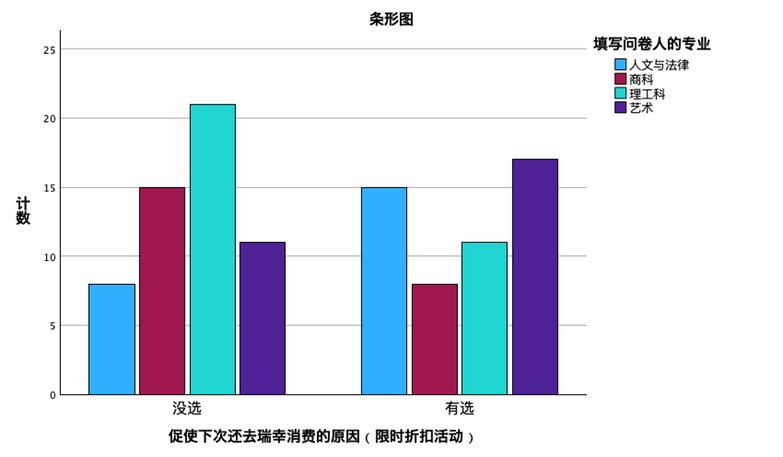 条形图
填写问卷人的专业
人文与法律
商科
理工科
艺术
计数
25
20
15
10
5
0
没选 有选
促使下次还去瑞幸消费的原因（限时折扣活动）